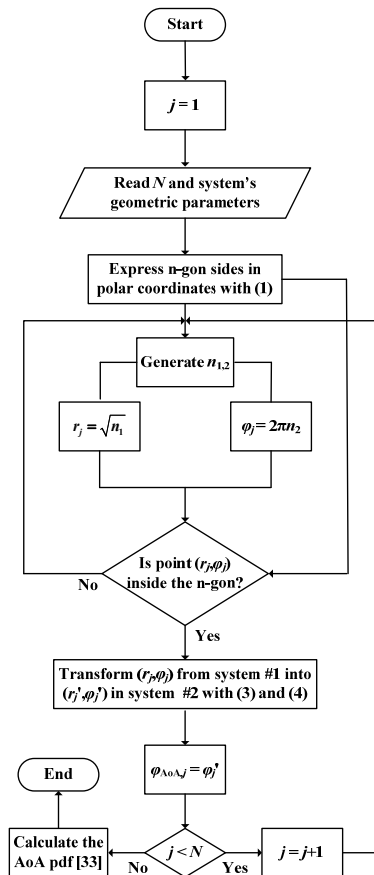 Start
j = 1
Read N and system's
geometric parameters
Express n-gon sides in
polar coordinates with (1)
Generate n₁,₂
rⱼ = √n₁
φⱼ = 2πn₂
Is point (rⱼ,φⱼ)
inside the n-gon?
No
Yes
Transform (rⱼ,φⱼ) from system #1 into
(rⱼ',φⱼ') in system #2 with (3) and (4)
φAoA,j = φⱼ'
End
Calculate the
AoA pdf [33]
No
j < N
Yes
j = j+1